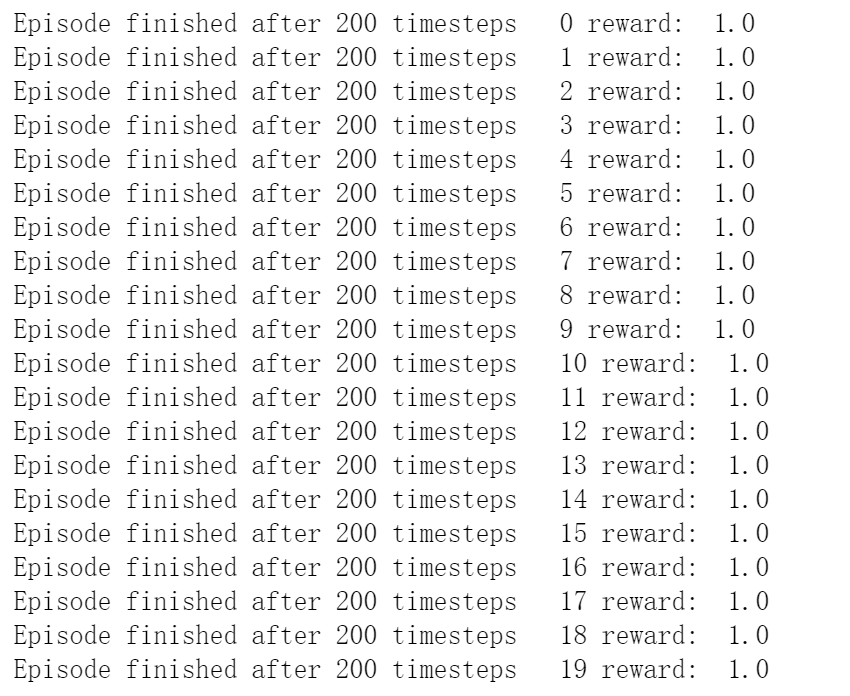 Episode finished after 200 timesteps   0 reward:  1.0
Episode finished after 200 timesteps   1 reward:  1.0
Episode finished after 200 timesteps   2 reward:  1.0
Episode finished after 200 timesteps   3 reward:  1.0
Episode finished after 200 timesteps   4 reward:  1.0
Episode finished after 200 timesteps   5 reward:  1.0
Episode finished after 200 timesteps   6 reward:  1.0
Episode finished after 200 timesteps   7 reward:  1.0
Episode finished after 200 timesteps   8 reward:  1.0
Episode finished after 200 timesteps   9 reward:  1.0
Episode finished after 200 timesteps   10 reward:  1.0
Episode finished after 200 timesteps   11 reward:  1.0
Episode finished after 200 timesteps   12 reward:  1.0
Episode finished after 200 timesteps   13 reward:  1.0
Episode finished after 200 timesteps   14 reward:  1.0
Episode finished after 200 timesteps   15 reward:  1.0
Episode finished after 200 timesteps   16 reward:  1.0
Episode finished after 200 timesteps   17 reward:  1.0
Episode finished after 200 timesteps   18 reward:  1.0
Episode finished after 200 timesteps   19 reward:  1.0